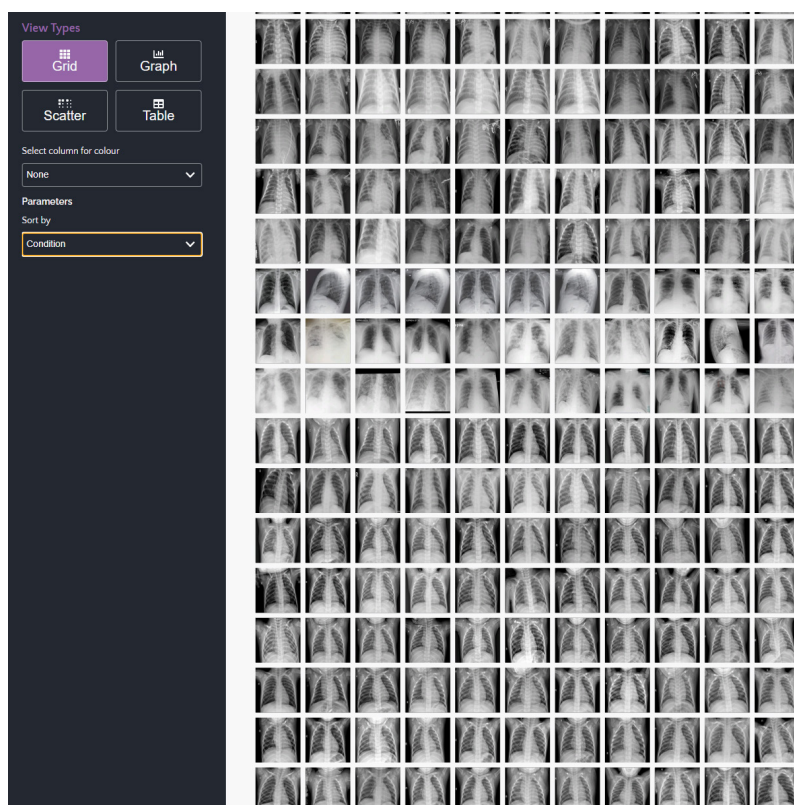 View Types
Grid
Graph
Scatter
Table
Select column for colour
None
Parameters
Sort by
Condition